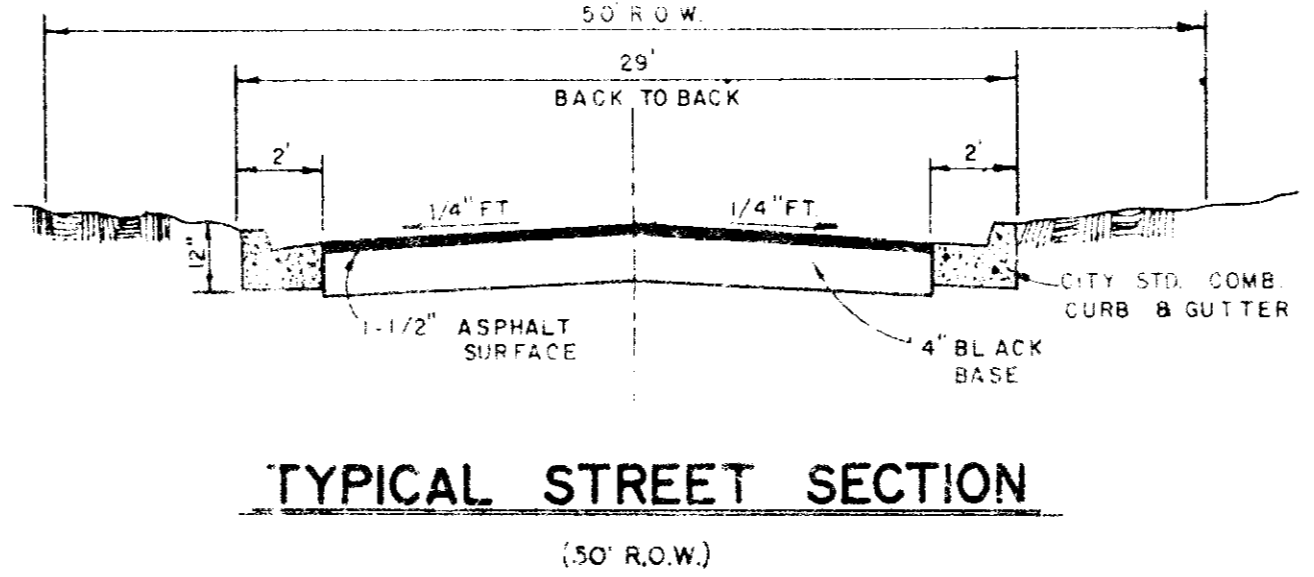 50' R.O.W.
29'
BACK TO BACK
2'
2'
1/4"FT.
1/4"FT.
12"
1-1/2" ASPHALT
SURFACE
4" BLACK
BASE
CITY STD. COMB.
CURB & GUTTER
TYPICAL STREET SECTION
(50' R.O.W.)